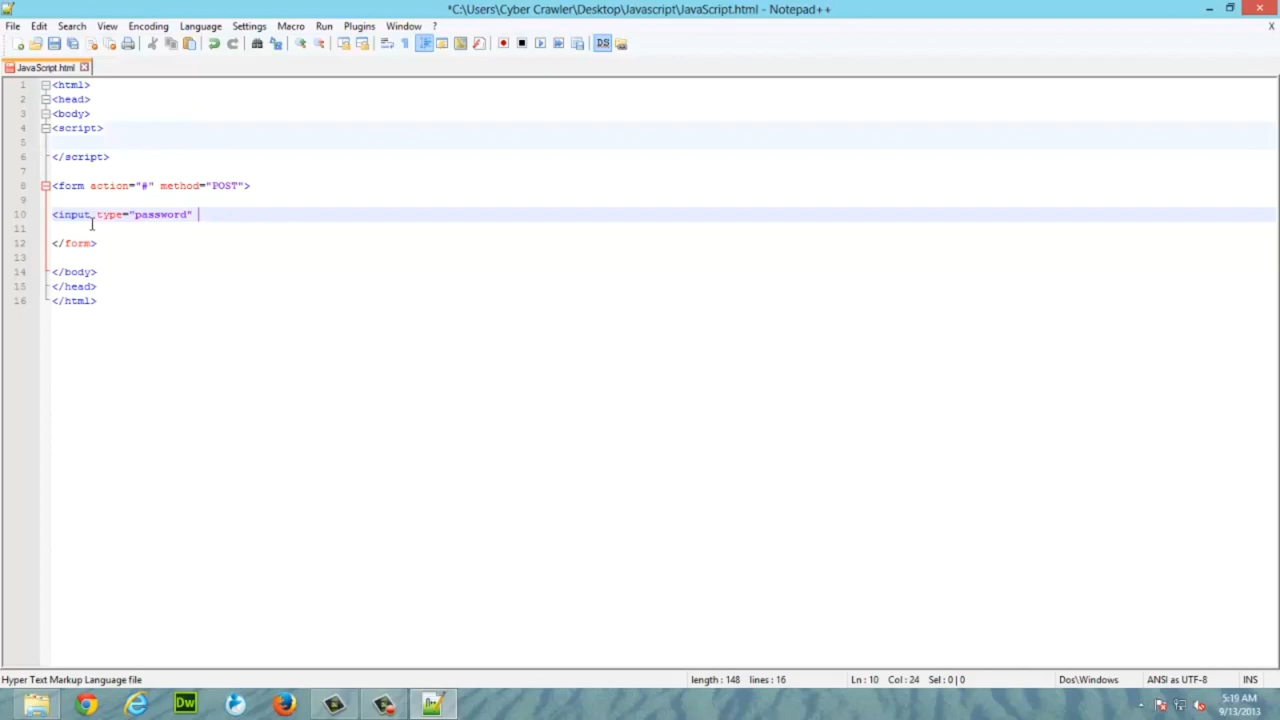 *C:\Users\Cyber Crawler\Desktop\Javascript\JavaScript.html - Notepad++
File Edit Search View Encoding Language Settings Macro Run Plugins Window ? X
JavaScript.html
1 <html>
2 <head>
3 <body>
4 <script>
5
6 </script>
7
8 <form action="#" method="POST">
9
10 <input type="password"
11
12 </form>
13
14 </body>
15 </head>
16 </html>
Hyper Text Markup Language file length : 148 lines : 16 Ln : 10 Col : 24 Sel : 0 | 0 Dos\Windows ANSI as UTF-8 INS
Dw
5:19 AM
9/13/2013